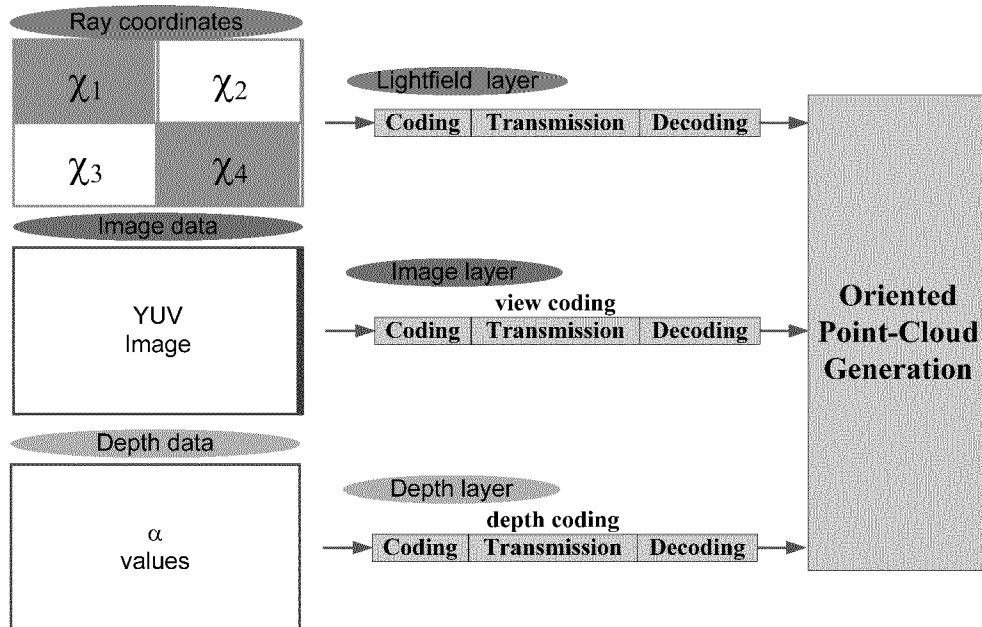 Ray coordinates
χ1 χ2
χ3 χ4
Lightfield layer
Coding Transmission Decoding
Image data
YUV
Image
Image layer
view coding
Coding Transmission Decoding
Depth data
α
values
Depth layer
depth coding
Coding Transmission Decoding
Oriented
Point-Cloud
Generation